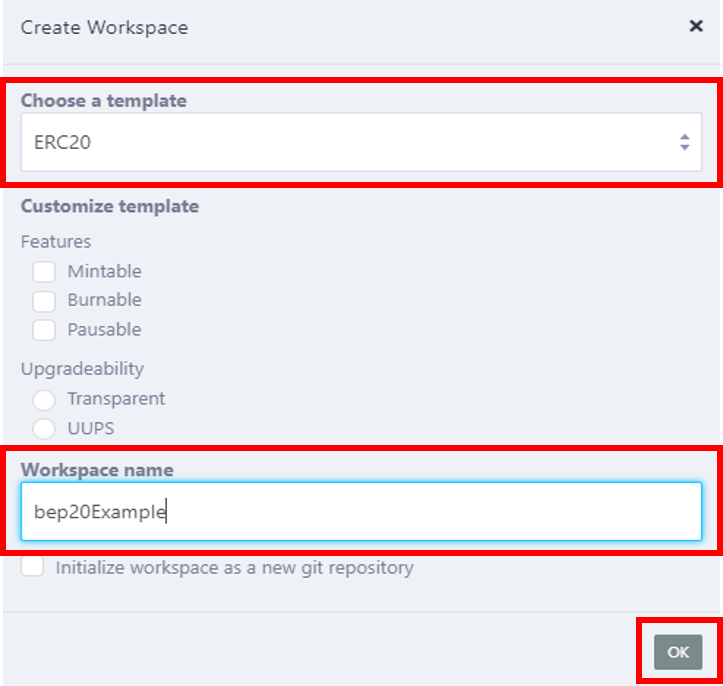 Create Workspace
Choose a template
ERC20
Customize template
Features
Mintable
Burnable
Pausable
Upgradeability
Transparent
UUPS
Workspace name
bep20Example
Initialize workspace as a new git repository
OK